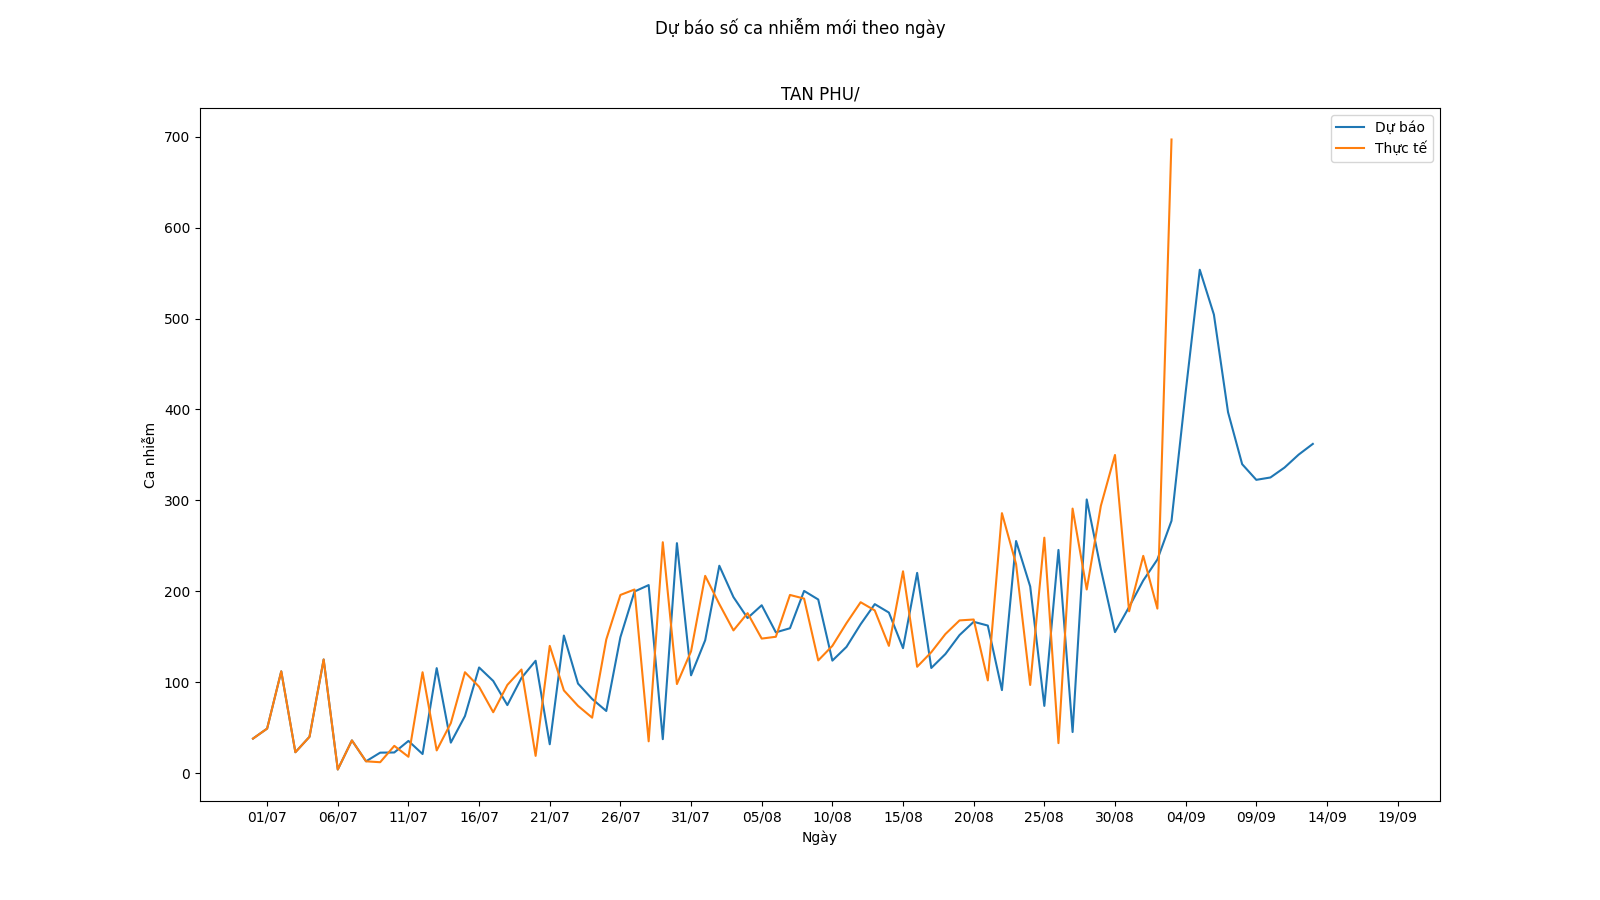 Dự báo số ca nhiễm mới theo ngày
TAN PHU/
Dự báo
Thực tế
700
600
500
400
300
200
100
0
Ca nhiễm
01/07 06/07 11/07 16/07 21/07 26/07 31/07 05/08 10/08 15/08 20/08 25/08 30/08 04/09 09/09 14/09 19/09
Ngày